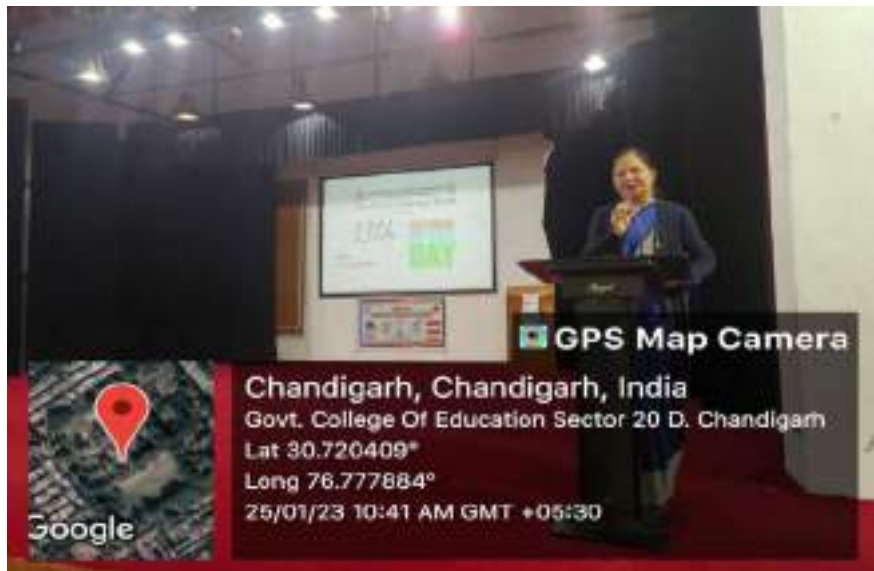 DAY
GPS Map Camera
Chandigarh, Chandigarh, India
Govt. College Of Education Sector 20 D. Chandigarh
Lat 30.720409°
Long 76.777884°
25/01/23 10:41 AM GMT +05:30
Google